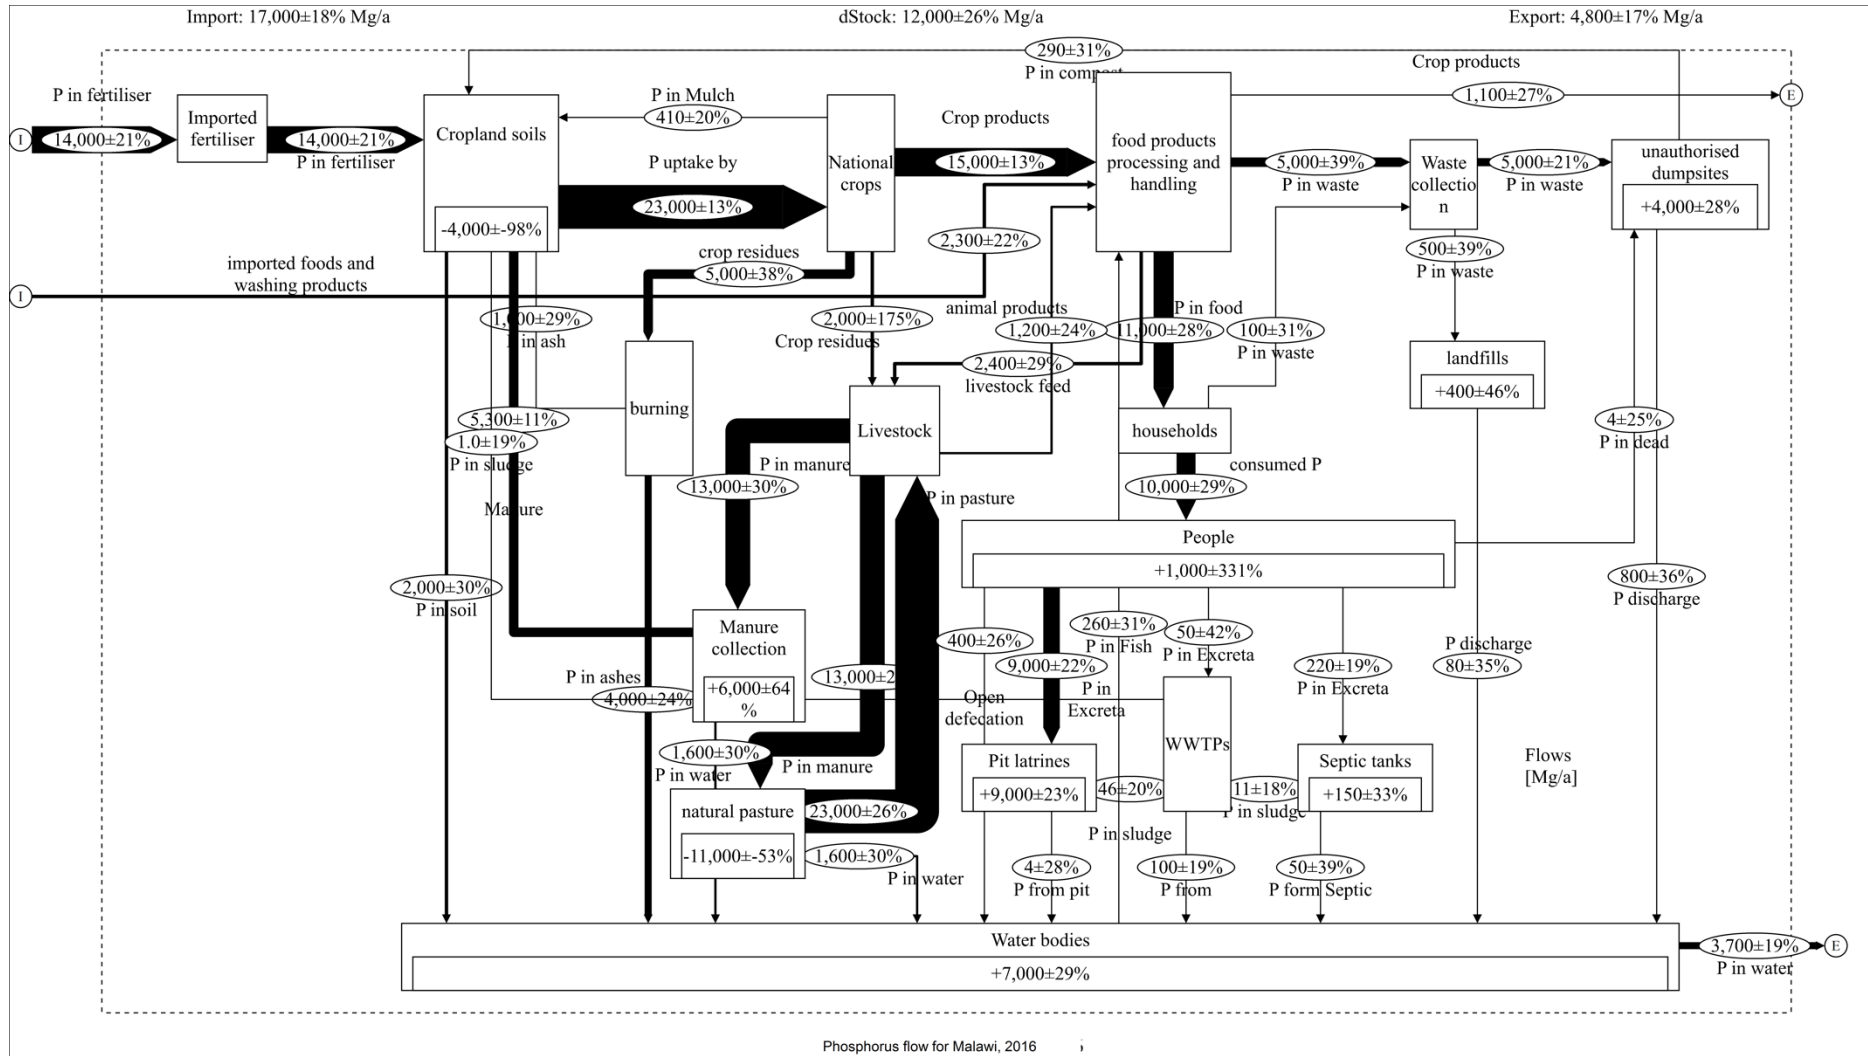 Import: 17,000±18% Mg/a
dStock: 12,000±26% Mg/a
Export: 4,800±17% Mg/a
290±31%
P in compost
Crop products
1,100±27%
E
P in fertiliser
I
14,000±21%
Imported
fertiliser
14,000±21%
P in fertiliser
Cropland soils
-4,000±-98%
P in Mulch
410±20%
P uptake by
23,000±13%
National
crops
Crop products
15,000±13%
food products
processing and
handling
5,000±39%
P in waste
Waste
collectio
n
5,000±21%
P in waste
unauthorised
dumpsites
+4,000±28%
2,300±22%
500±39%
P in waste
crop residues
5,000±38%
imported foods and
washing products
I
1,000±29%
P in ash
2,000±175%
Crop residues
animal products
1,200±24%
P in food
11,000±28%
100±31%
P in waste
2,400±29%
livestock feed
landfills
+400±46%
burning
Livestock
households
5,300±11%
1.0±19%
P in sludge
Manure
P in manure
13,000±30%
P in pasture
consumed P
10,000±29%
4±25%
P in dead
People
+1,000±331%
2,000±30%
P in soil
800±36%
P discharge
Manure
collection
+6,000±64
%
400±26%
260±31%
P in Fish
50±42%
P in Excreta
9,000±22%
P in
Excreta
220±19%
P in Excreta
P discharge
80±35%
P in ashes
4,000±24%
13,000±2
Open
defecation
1,600±30%
P in water
P in manure
natural pasture
-11,000±-53%
23,000±26%
1,600±30%
P in water
Pit latrines
+9,000±23%
46±20%
P in sludge
WWTPs
11±18%
P in sludge
Septic tanks
+150±33%
Flows
[Mg/a]
4±28%
P from pit
100±19%
P from
50±39%
P form Septic
Water bodies
+7,000±29%
3,700±19%
P in water
E
Phosphorus flow for Malawi, 2016